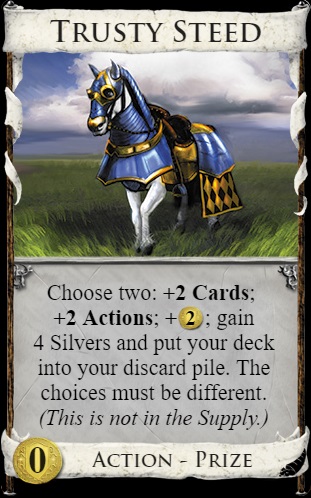 Trusty Steed
Choose two: +2 Cards;
+2 Actions; +2; gain
4 Silvers and put your deck
into your discard pile. The
choices must be different.
(This is not in the Supply.)
0
Action - Prize